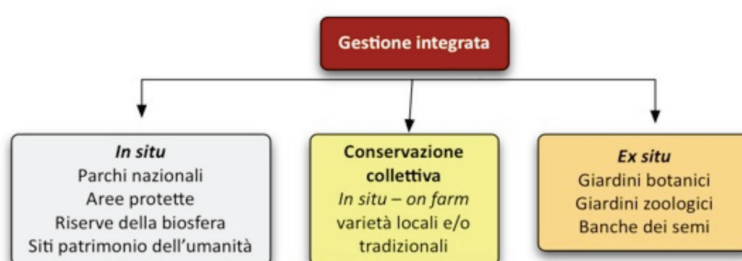 Gestione integrata
In situ
Parchi nazionali
Aree protette
Riserve della biosfera
Siti patrimonio dell'umanità
Conservazione
collettiva
In situ – on farm
varietà locali e/o
tradizionali
Ex situ
Giardini botanici
Giardini zoologici
Banche dei semi